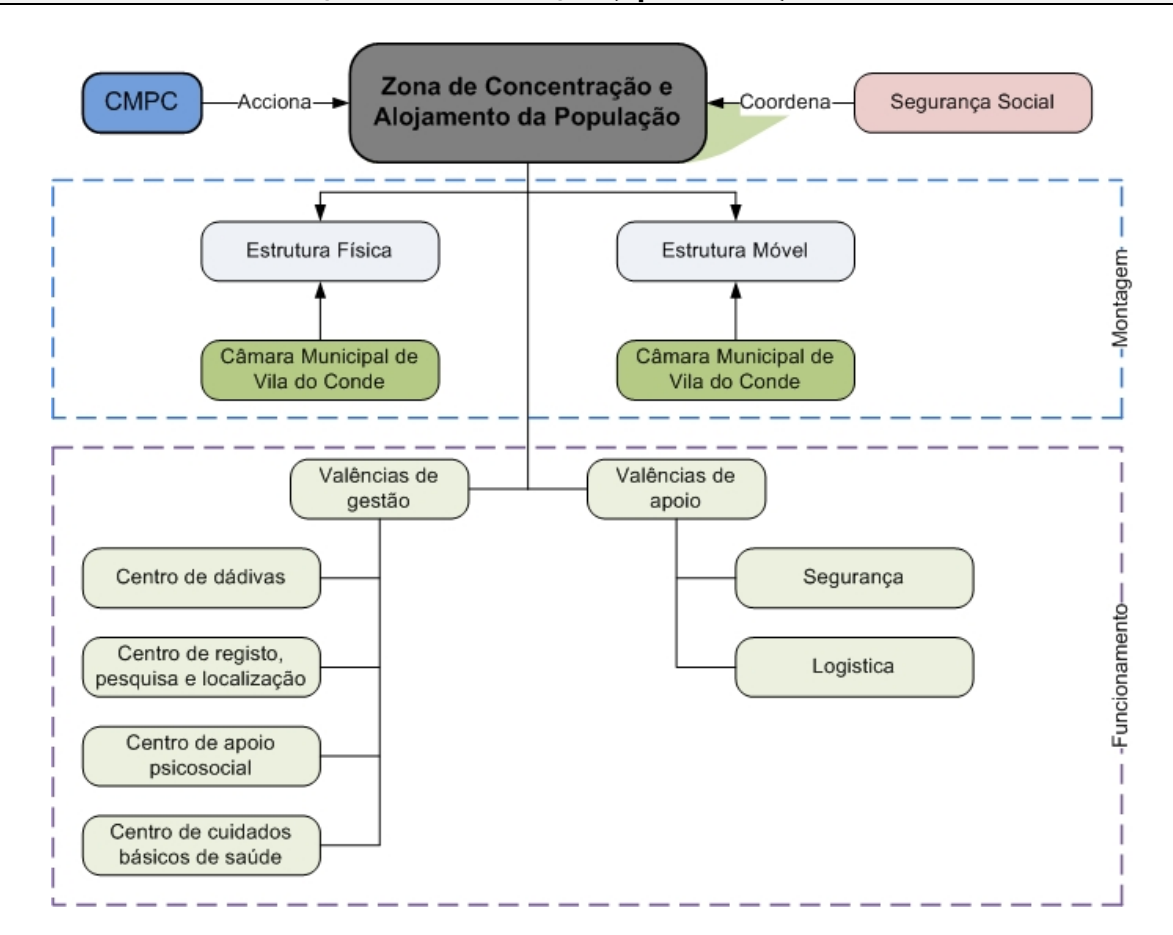 CMPC
Acciona
Zona de Concentração e
Alojamento da População
Coordena
Segurança Social
Estrutura Física
Estrutura Móvel
Câmara Municipal de
Vila do Conde
Câmara Municipal de
Vila do Conde
Montagem
Valências de
gestão
Valências de
apoio
Centro de dádivas
Centro de registo,
pesquisa e localização
Centro de apoio
psicosocial
Centro de cuidados
básicos de saúde
Segurança
Logistica
Funcionamento